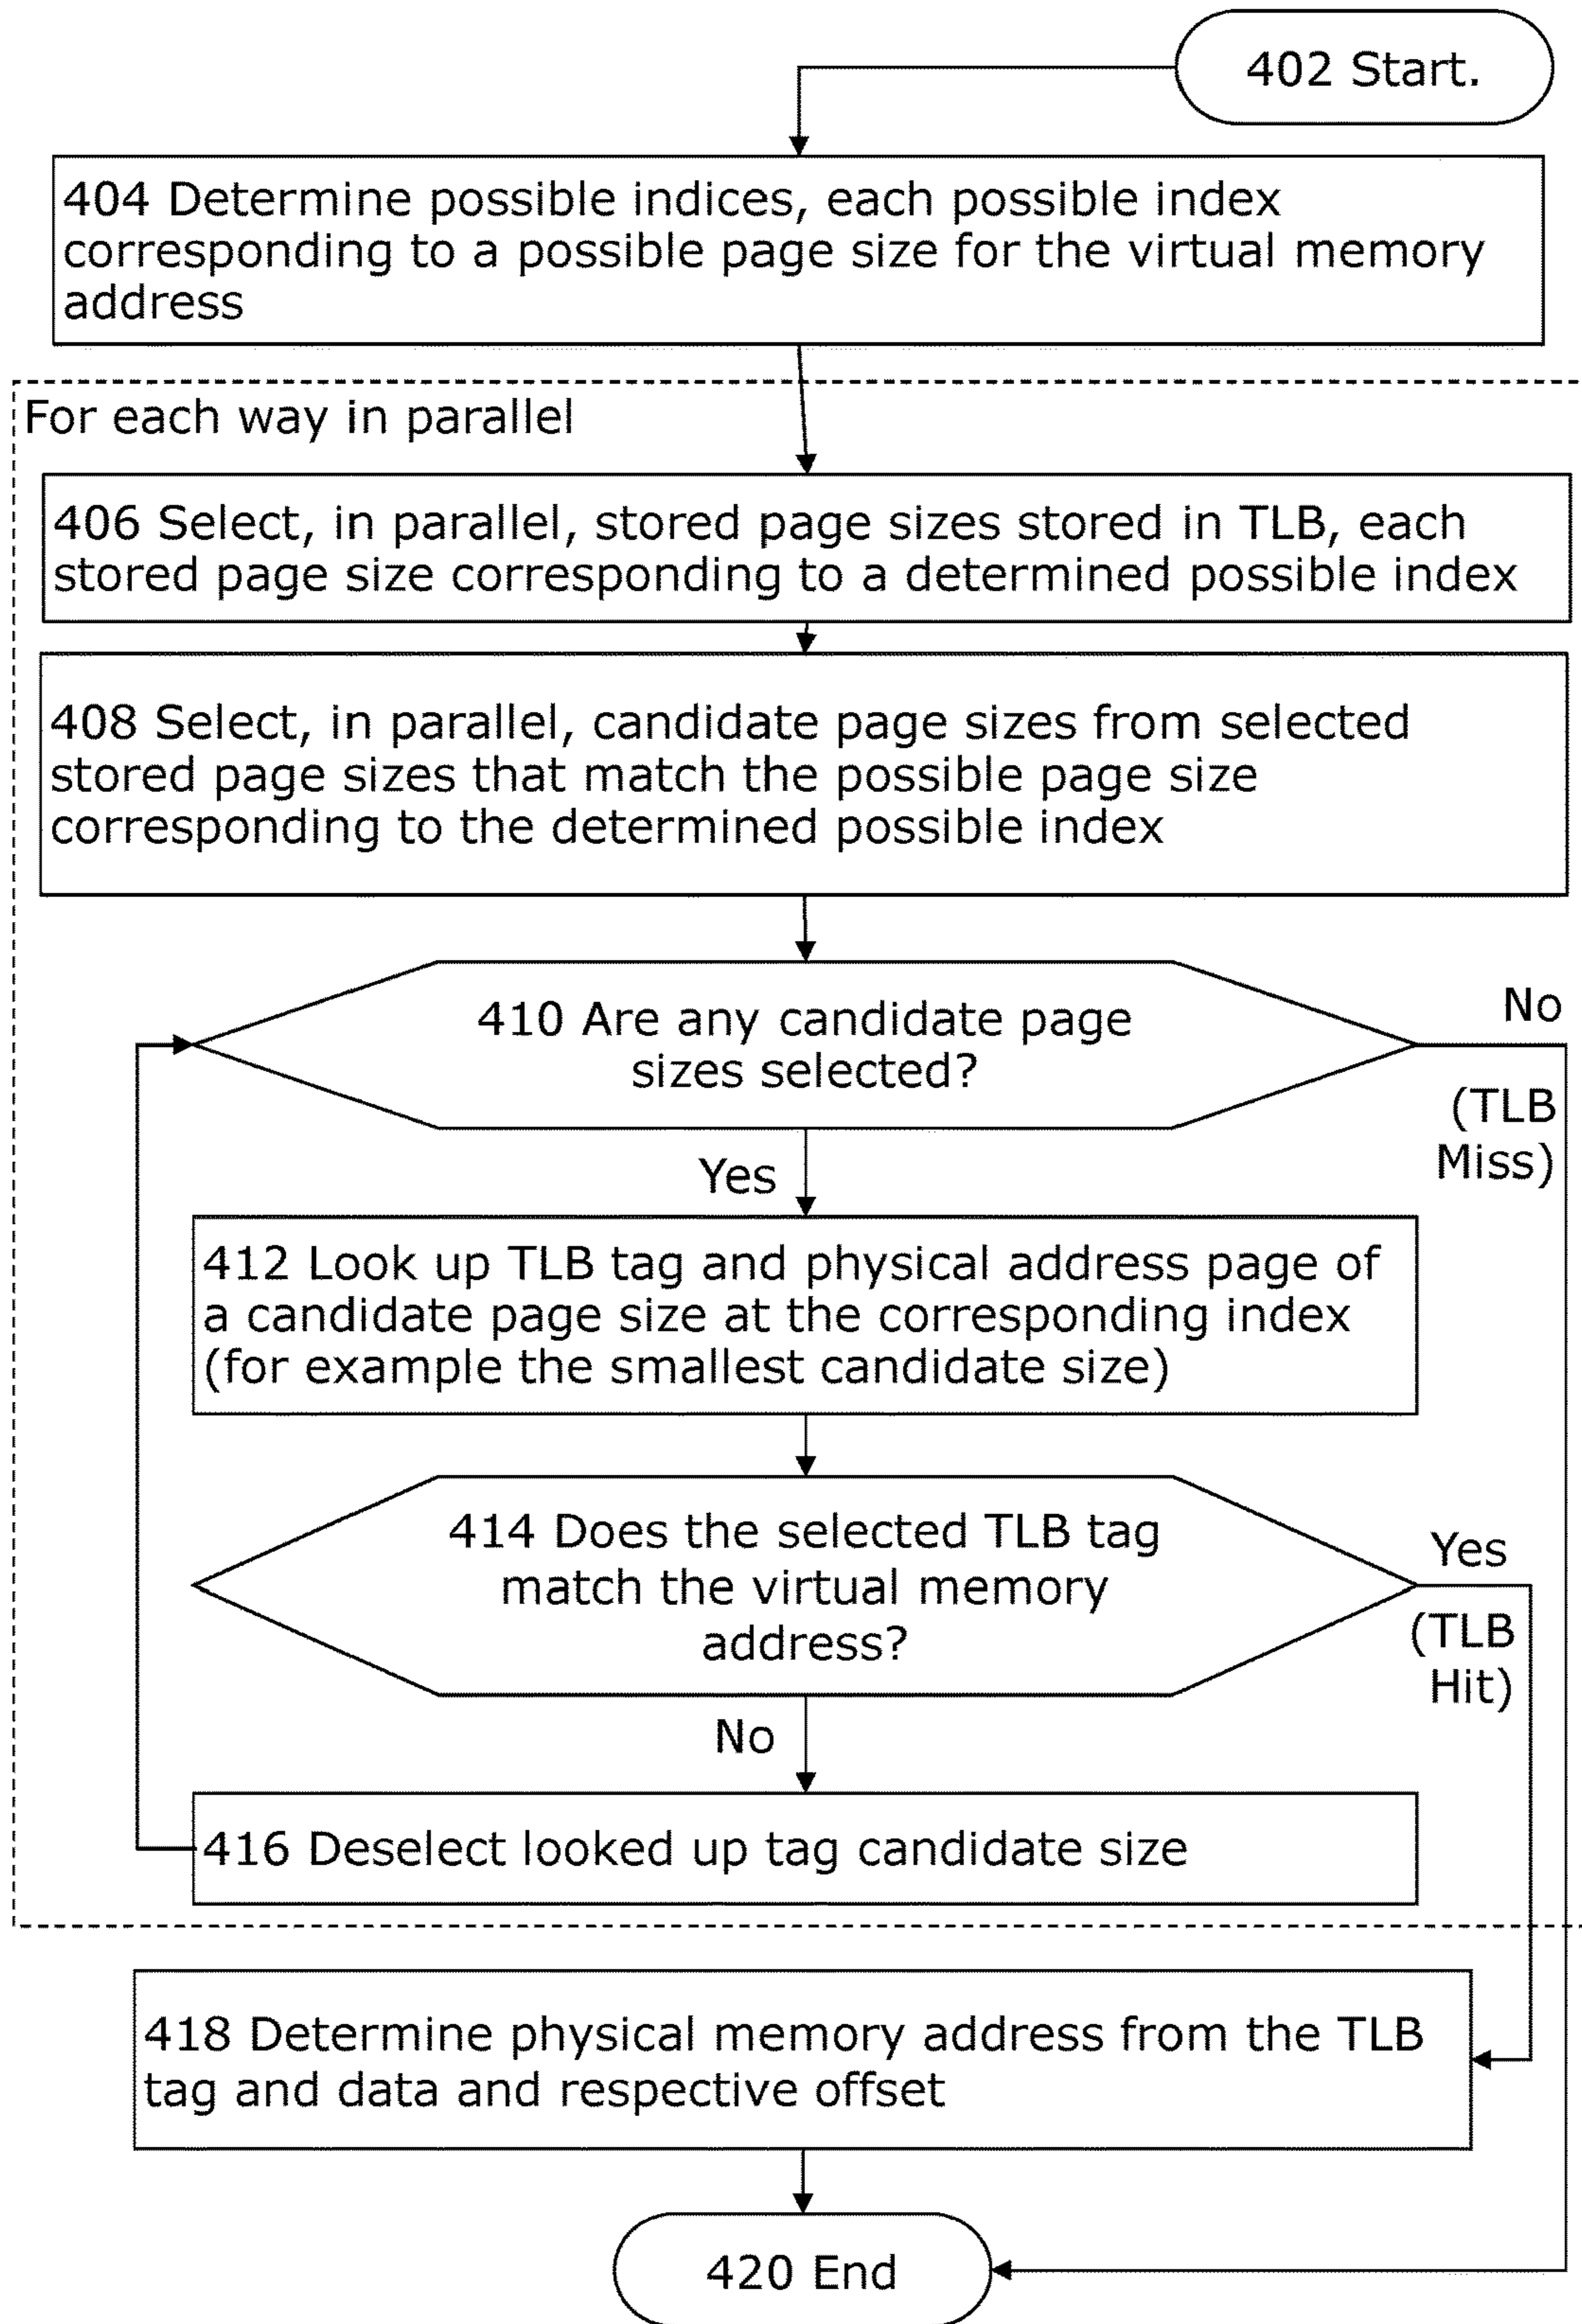 402 Start.
404 Determine possible indices, each possible index
corresponding to a possible page size for the virtual memory
address
For each way in parallel
406 Select, in parallel, stored page sizes stored in TLB, each
stored page size corresponding to a determined possible index
408 Select, in parallel, candidate page sizes from selected
stored page sizes that match the possible page size
corresponding to the determined possible index
410 Are any candidate page
sizes selected?
No
(TLB
Miss)
Yes
412 Look up TLB tag and physical address page of
a candidate page size at the corresponding index
(for example the smallest candidate size)
414 Does the selected TLB tag
match the virtual memory
address?
Yes
(TLB
Hit)
No
416 Deselect looked up tag candidate size
418 Determine physical memory address from the TLB
tag and data and respective offset
420 End